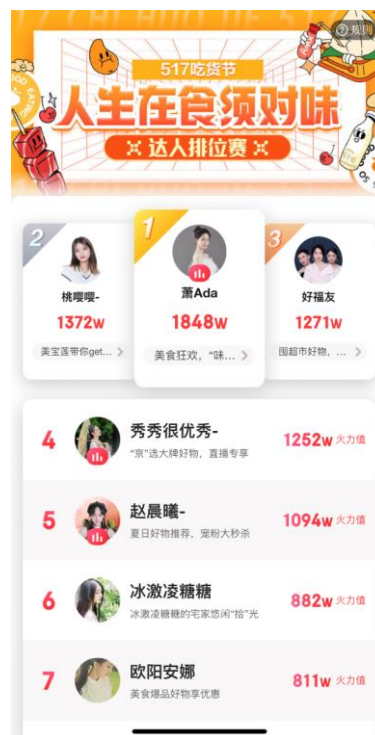 规则
517吃货节
人生在食须对味
达人排位赛
2
桃嘤嘤-
1372w
美宝莲带你get...
1
萧Ada
1848w
美食狂欢，“味...
3
好福友
1271w
囤超市好物，...
4
秀秀很优秀-
“京”选大牌好物，直播专享
1252w 火力值
5
赵晨曦-
夏日好物推荐，宠粉大秒杀
1094w 火力值
6
冰激凌糖糖
冰激凌糖糖的宅家悠闲“拾”光
882w 火力值
7
欧阳安娜
美食爆品好物享优惠
811w 火力值